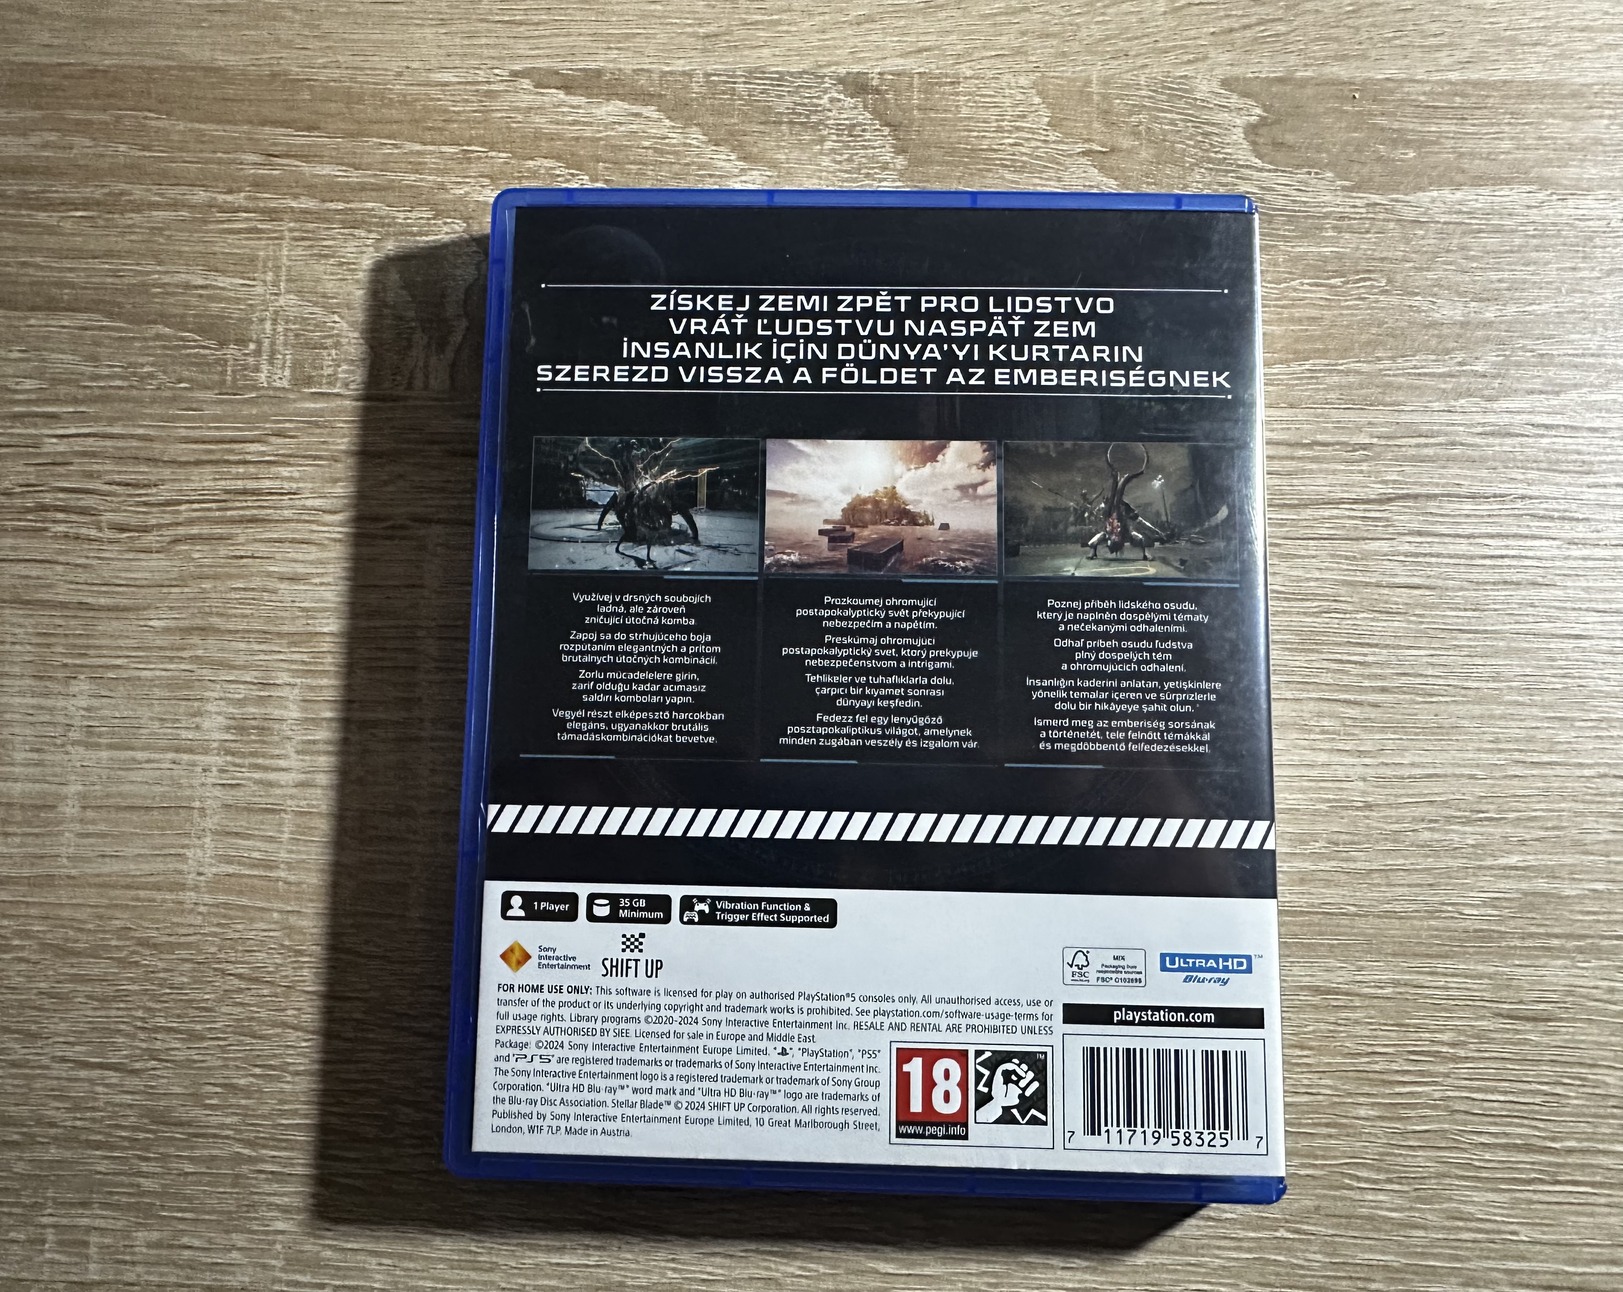 ZÍSKEJ ZEMI ZPĚT PRO LIDSTVO
VRÁŤ ĽUDSTVU NASPÄŤ ZEM
İNSANLIK İÇİN DÜNYA'YI KURTARIN
SZEREZD VISSZA A FÖLDET AZ EMBERISÉGNEK
Využívej v drsných soubojích
ladná, ale zároveň
zničující útočná komba.
Zapoj sa do strhujúceho boja
rozpútaním elegantných a pritom
brutálnych útočných kombinácií.
Zorlu mücadelelere girin,
zarif olduğu kadar acımasız
saldırı komboları yapın.
Vegyél részt elképesztő harcokban
elegáns, ugyanakkor brutális
támadáskombinációkat bevetve.
Prozkoumej ohromující
postapokalyptický svět překypující
nebezpečím a napětím.
Preskúmaj ohromujúci
postapokalyptický svet, ktorý prekypuje
nebezpečenstvom a intrigami.
Tehlikeler ve tuhaflıklarla dolu,
çarpıcı bir kıyamet sonrası
dünyayı keşfedin.
Fedezz fel egy lenyűgöző
posztapokaliptikus világot, amelynek
minden zugában veszély és izgalom vár.
Poznej příběh lidského osudu,
který je naplněn dospělými tématy
a nečekanými odhaleními.
Odhaľ príbeh osudu ľudstva
plný dospelých tém
a ohromujúcich odhalení.
İnsanlığın kaderini anlatan, yetişkinlere
yönelik temalar içeren ve sürprizlerle
dolu bir hikâyeye şahit olun.
Ismerd meg az emberiség sorsának
a történetét, tele felnőtt témákkal
és megdöbbentő felfedezésekkel.
1 Player
35 GB
Minimum
Vibration Function &
Trigger Effect Supported
Sony
Interactive
Entertainment
SHIFT UP
FSC
MIX
Packaging from
responsible sources
FSC® C103695
ULTRA HD™
Blu-ray
FOR HOME USE ONLY: This software is licensed for play on authorised PlayStation®5 consoles only. All unauthorised access, use or
transfer of the product or its underlying copyright and trademark works is prohibited. See playstation.com/software-usage-terms for
full usage rights. Library programs ©2020-2024 Sony Interactive Entertainment Inc. RESALE AND RENTAL ARE PROHIBITED UNLESS
EXPRESSLY AUTHORISED BY SIEE. Licensed for sale in Europe and Middle East.
Package: ©2024 Sony Interactive Entertainment Europe Limited. "", "PlayStation", "PS5"
and "PS5" are registered trademarks or trademarks of Sony Interactive Entertainment Inc.
The Sony Interactive Entertainment logo is a registered trademark or trademark of Sony Group
Corporation. "Ultra HD Blu-ray™" word mark and "Ultra HD Blu-ray™" logo are trademarks of
the Blu-ray Disc Association. Stellar Blade™ © 2024 SHIFT UP Corporation. All rights reserved.
Published by Sony Interactive Entertainment Europe Limited, 10 Great Marlborough Street,
London, W1F 7LP. Made in Austria.
18
www.pegi.info
™
playstation.com
7 11719 58325 7